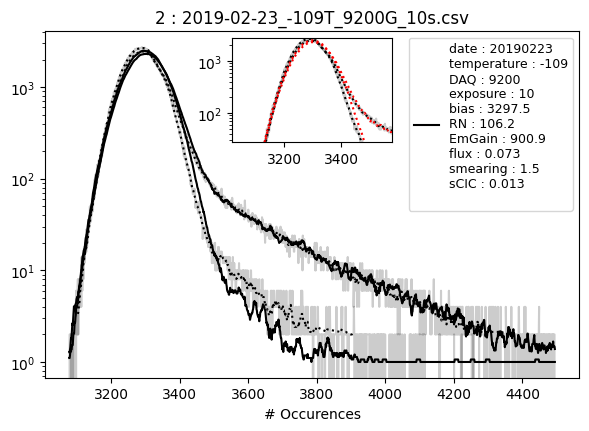 2 : 2019-02-23_-109T_9200G_10s.csv
10³
10²
10¹
10⁰
10³
10²
3200
3400
date : 20190223
temperature : -109
DAQ : 9200
exposure : 10
bias : 3297.5
RN : 106.2
EmGain : 900.9
flux : 0.073
smearing : 1.5
sCIC : 0.013
3200 3400 3600 3800 4000 4200 4400
# Occurences